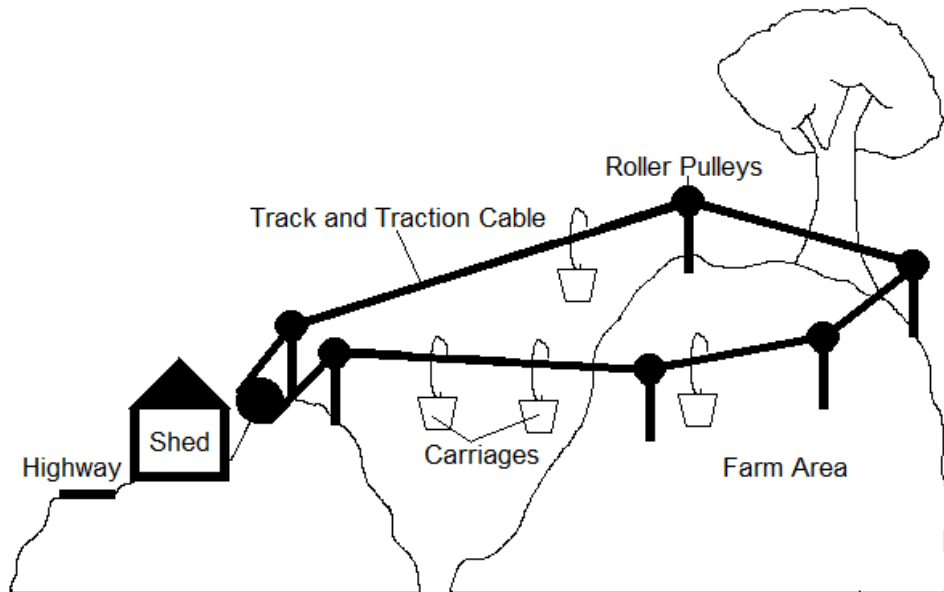 Roller Pulleys
Track and Traction Cable
Shed
Highway
Carriages
Farm Area